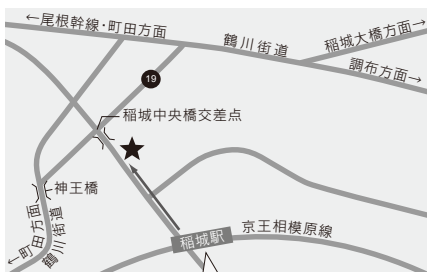 ←尾根幹線・町田方面
鶴川街道
稲城大橋方面→
調布方面→
19
稲城中央橋交差点
神王橋
←町田方面
鶴川街道
稲城駅
京王相模原線